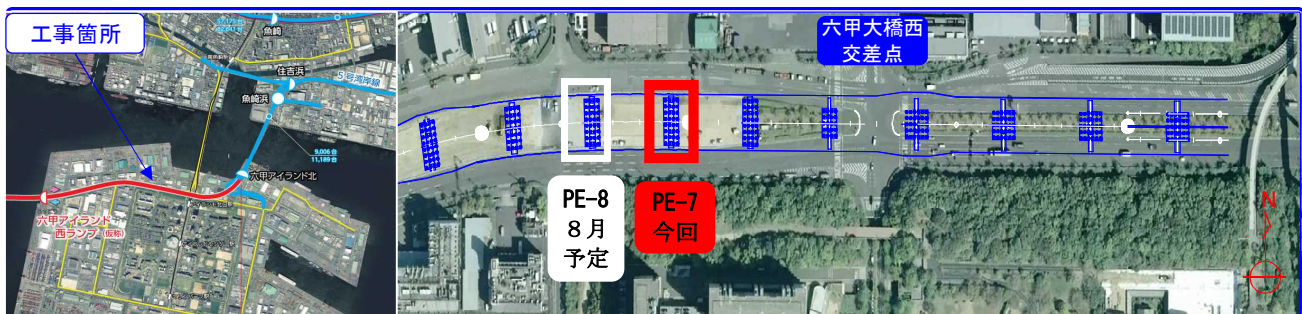 工事箇所
魚崎
住吉浜
5号湾岸線
魚崎浜
9,006台
11,189台
六甲アイランド北
六甲アイランド
西ランプ(仮称)
六甲大橋西
交差点
PE-8
8月
予定
PE-7
今回
N